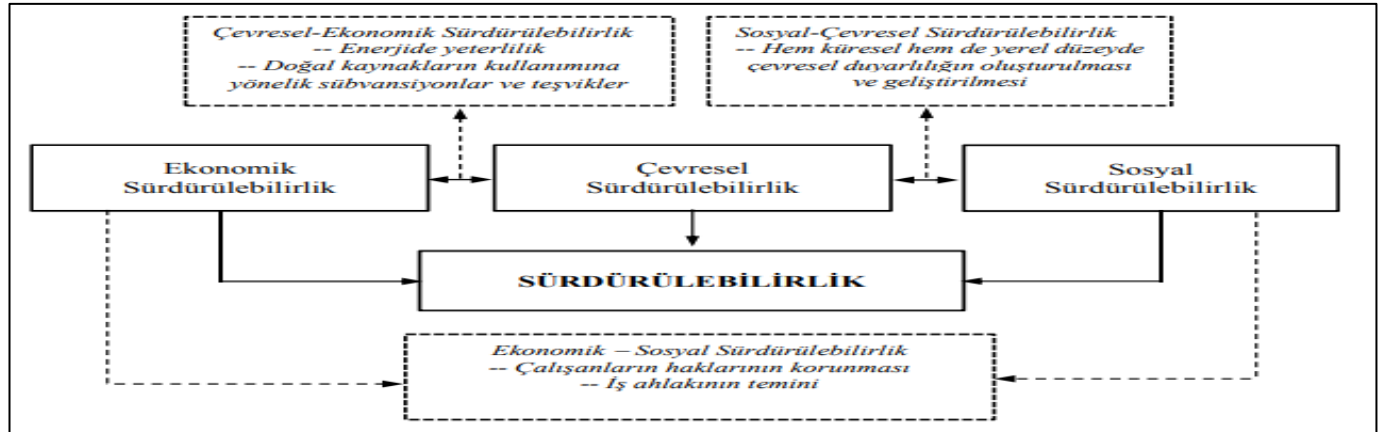 Çevresel-Ekonomik Sürdürülebilirlik
-- Enerjide yeterlilik
-- Doğal kaynakların kullanımına
yönelik sübvansiyonlar ve teşvikler
Sosyal-Çevresel Sürdürülebilirlik
-- Hem küresel hem de yerel düzeyde
çevresel duyarlılığın oluşturulması
ve geliştirilmesi
Ekonomik
Sürdürülebilirlik
Çevresel
Sürdürülebilirlik
Sosyal
Sürdürülebilirlik
SÜRDÜRÜLEBİLİRLİK
Ekonomik – Sosyal Sürdürülebilirlik
-- Çalışanların haklarının korunması
-- İş ahlakının temini